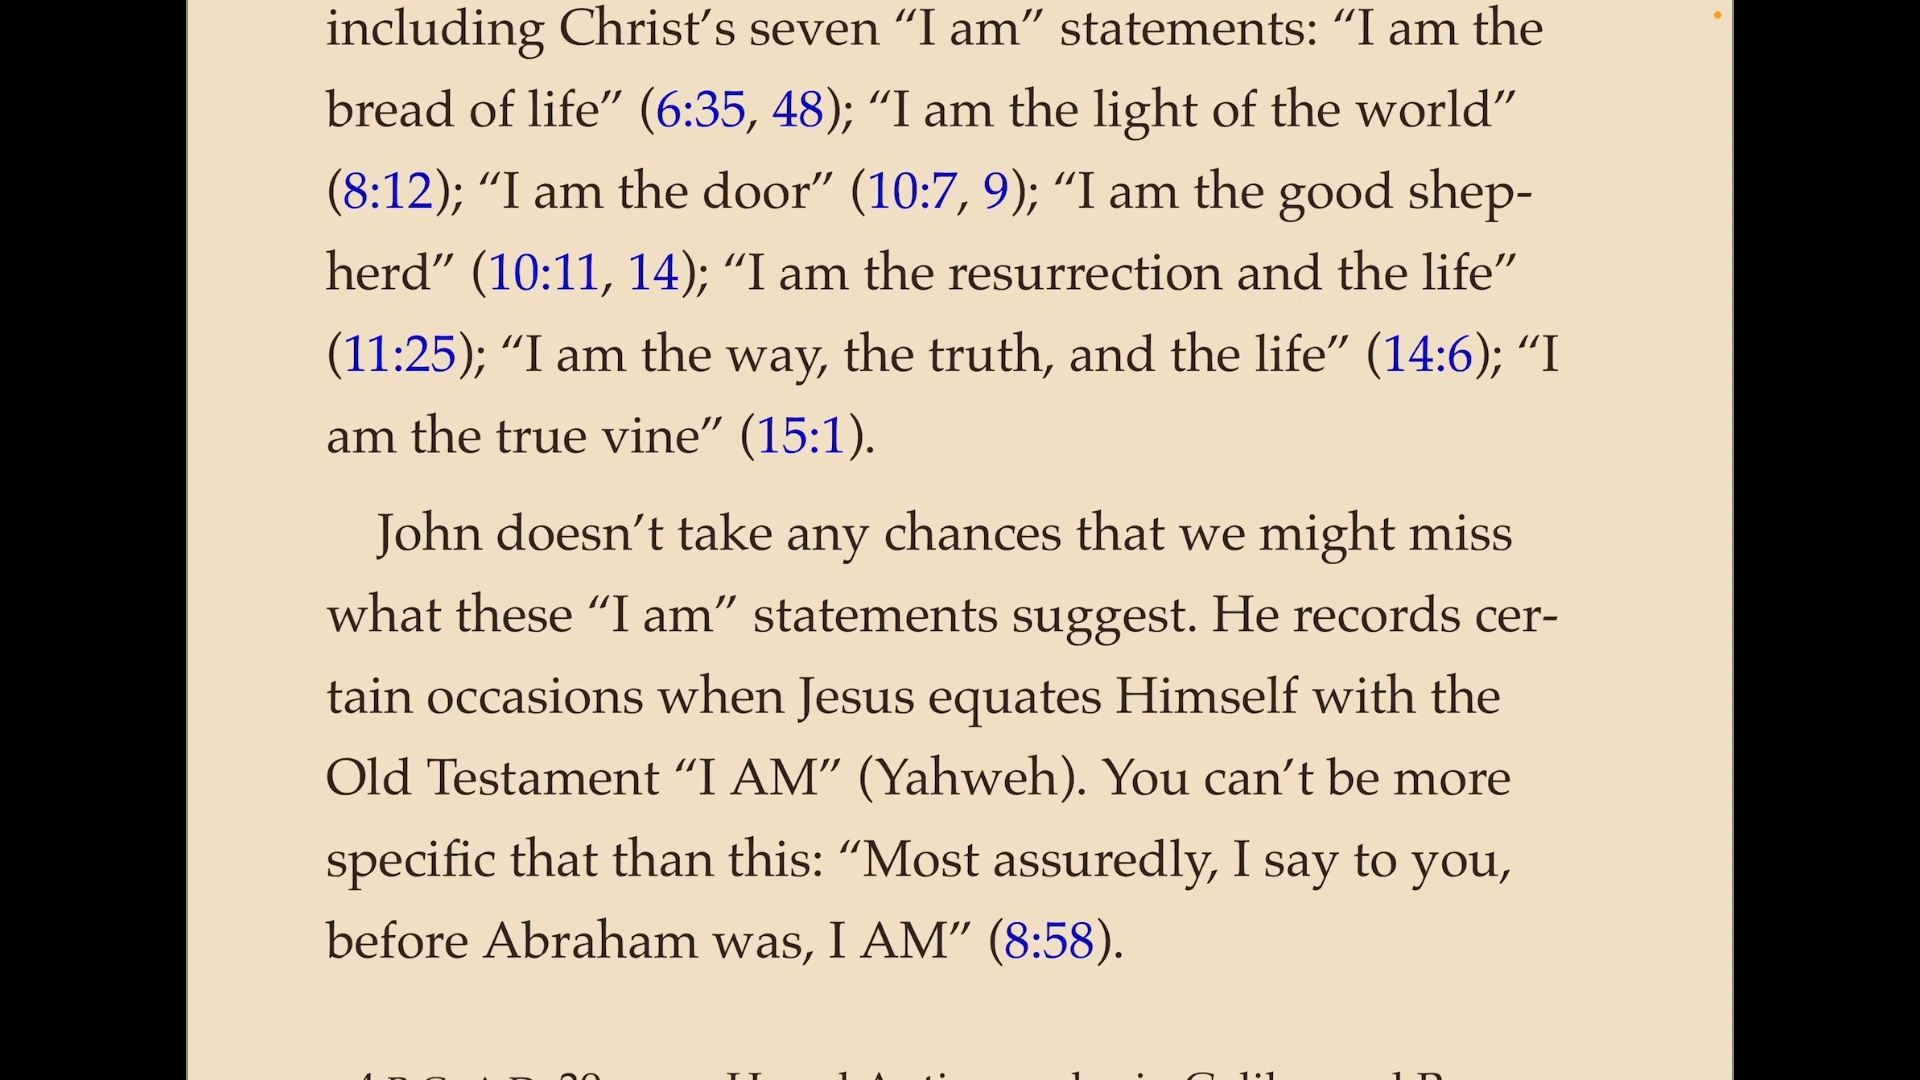 including Christ’s seven “I am” statements: “I am the
bread of life” (6:35, 48); “I am the light of the world”
(8:12); “I am the door” (10:7, 9); “I am the good shep-
herd” (10:11, 14); “I am the resurrection and the life”
(11:25); “I am the way, the truth, and the life” (14:6); “I
am the true vine” (15:1).
John doesn’t take any chances that we might miss
what these “I am” statements suggest. He records cer-
tain occasions when Jesus equates Himself with the
Old Testament “I AM” (Yahweh). You can’t be more
specific that than this: “Most assuredly, I say to you,
before Abraham was, I AM” (8:58).